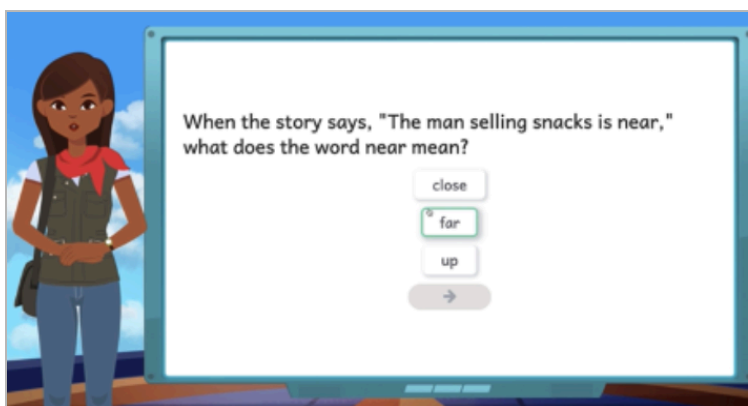 When the story says, "The man selling snacks is near,"
what does the word near mean?
close
far
up